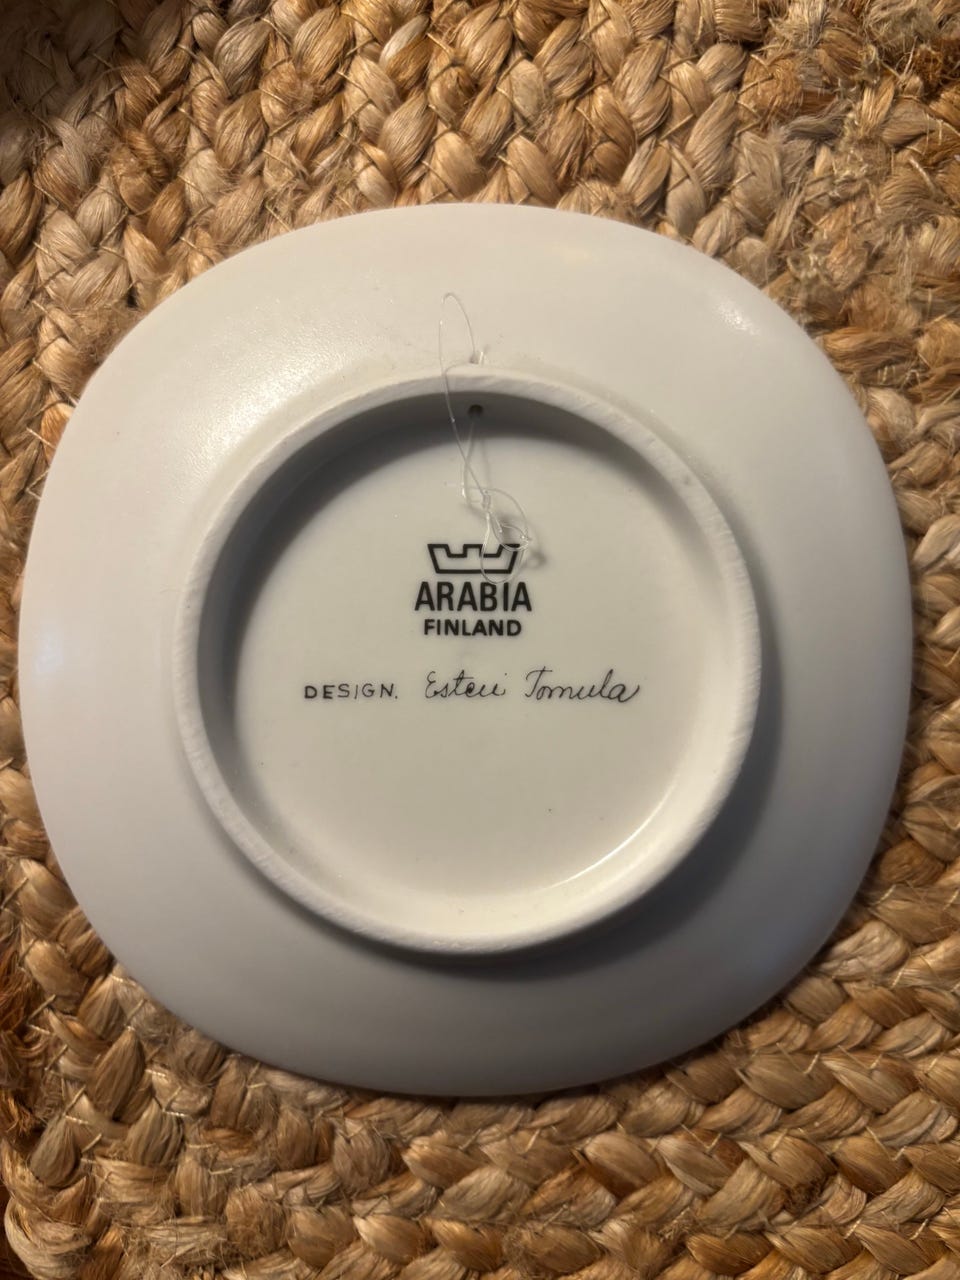 ARABIA
FINLAND
DESIGN. Esteri Tomula